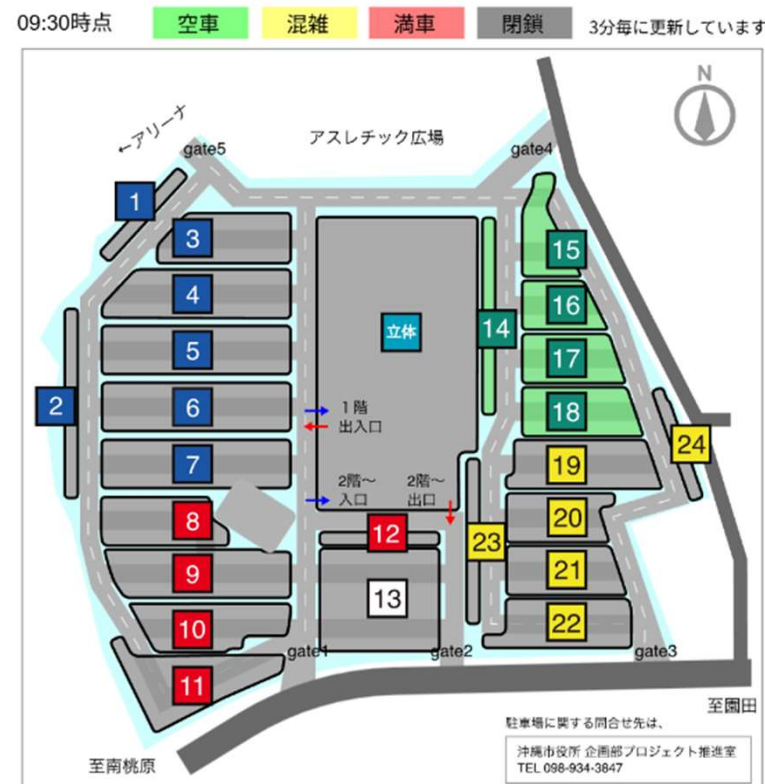 09:30時点
空車
混雑
満車
閉鎖
3分毎に更新しています
N
←アリーナ
アスレチック広場
gate5
gate4
1
3
15
4
16
立体
14
5
17
2
6
18
1階
出入口
7
19
24
2階〜
入口
2階〜
出口
8
20
12
23
9
21
13
10
22
gate1
gate2
gate3
11
至園田
至南桃原
駐車場に関する問合せ先は、
沖縄市役所 企画部プロジェクト推進室
TEL 098-934-3847